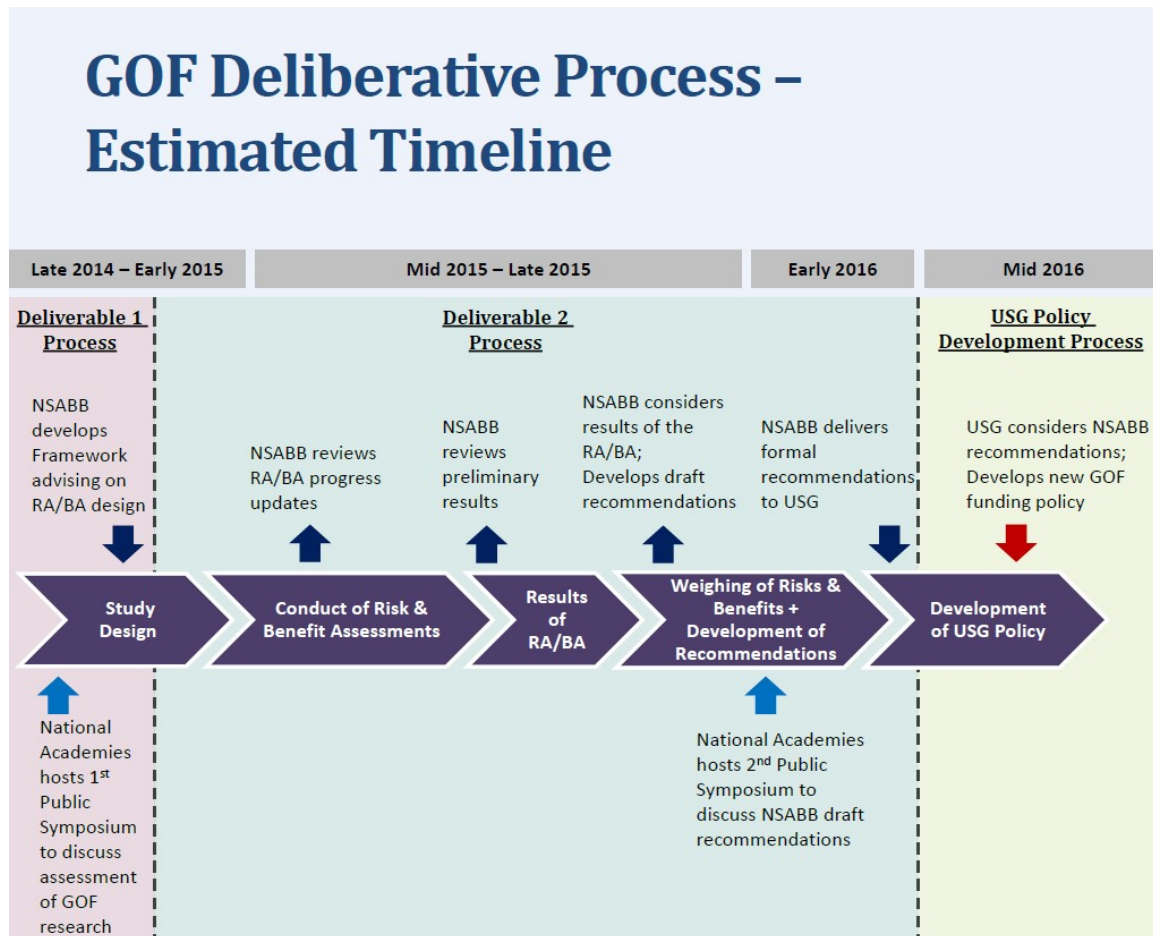 GOF Deliberative Process –
Estimated Timeline
Late 2014 – Early 2015
Mid 2015 – Late 2015
Early 2016
Mid 2016
Deliverable 1
Process
Deliverable 2
Process
USG Policy
Development Process
NSABB
develops
Framework
advising on
RA/BA design
NSABB reviews
RA/BA progress
updates
NSABB
reviews
preliminary
results
NSABB considers
results of the
RA/BA;
Develops draft
recommendations
NSABB delivers
formal
recommendations
to USG
USG considers NSABB
recommendations;
Develops new GOF
funding policy
Study
Design
Conduct of Risk &
Benefit Assessments
Results
of
RA/BA
Weighing of Risks &
Benefits +
Development of
Recommendations
Development
of USG Policy
National
Academies
hosts 1st
Public
Symposium
to discuss
assessment
of GOF
research
National Academies
hosts 2nd Public
Symposium to
discuss NSABB draft
recommendations